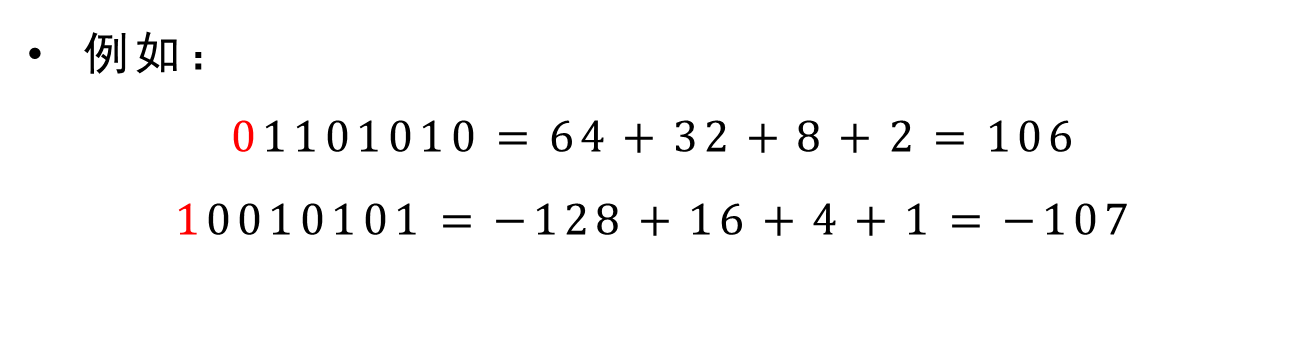 • 例如：
01101010 = 64 + 32 + 8 + 2 = 106
10010101 = −128 + 16 + 4 + 1 = −107